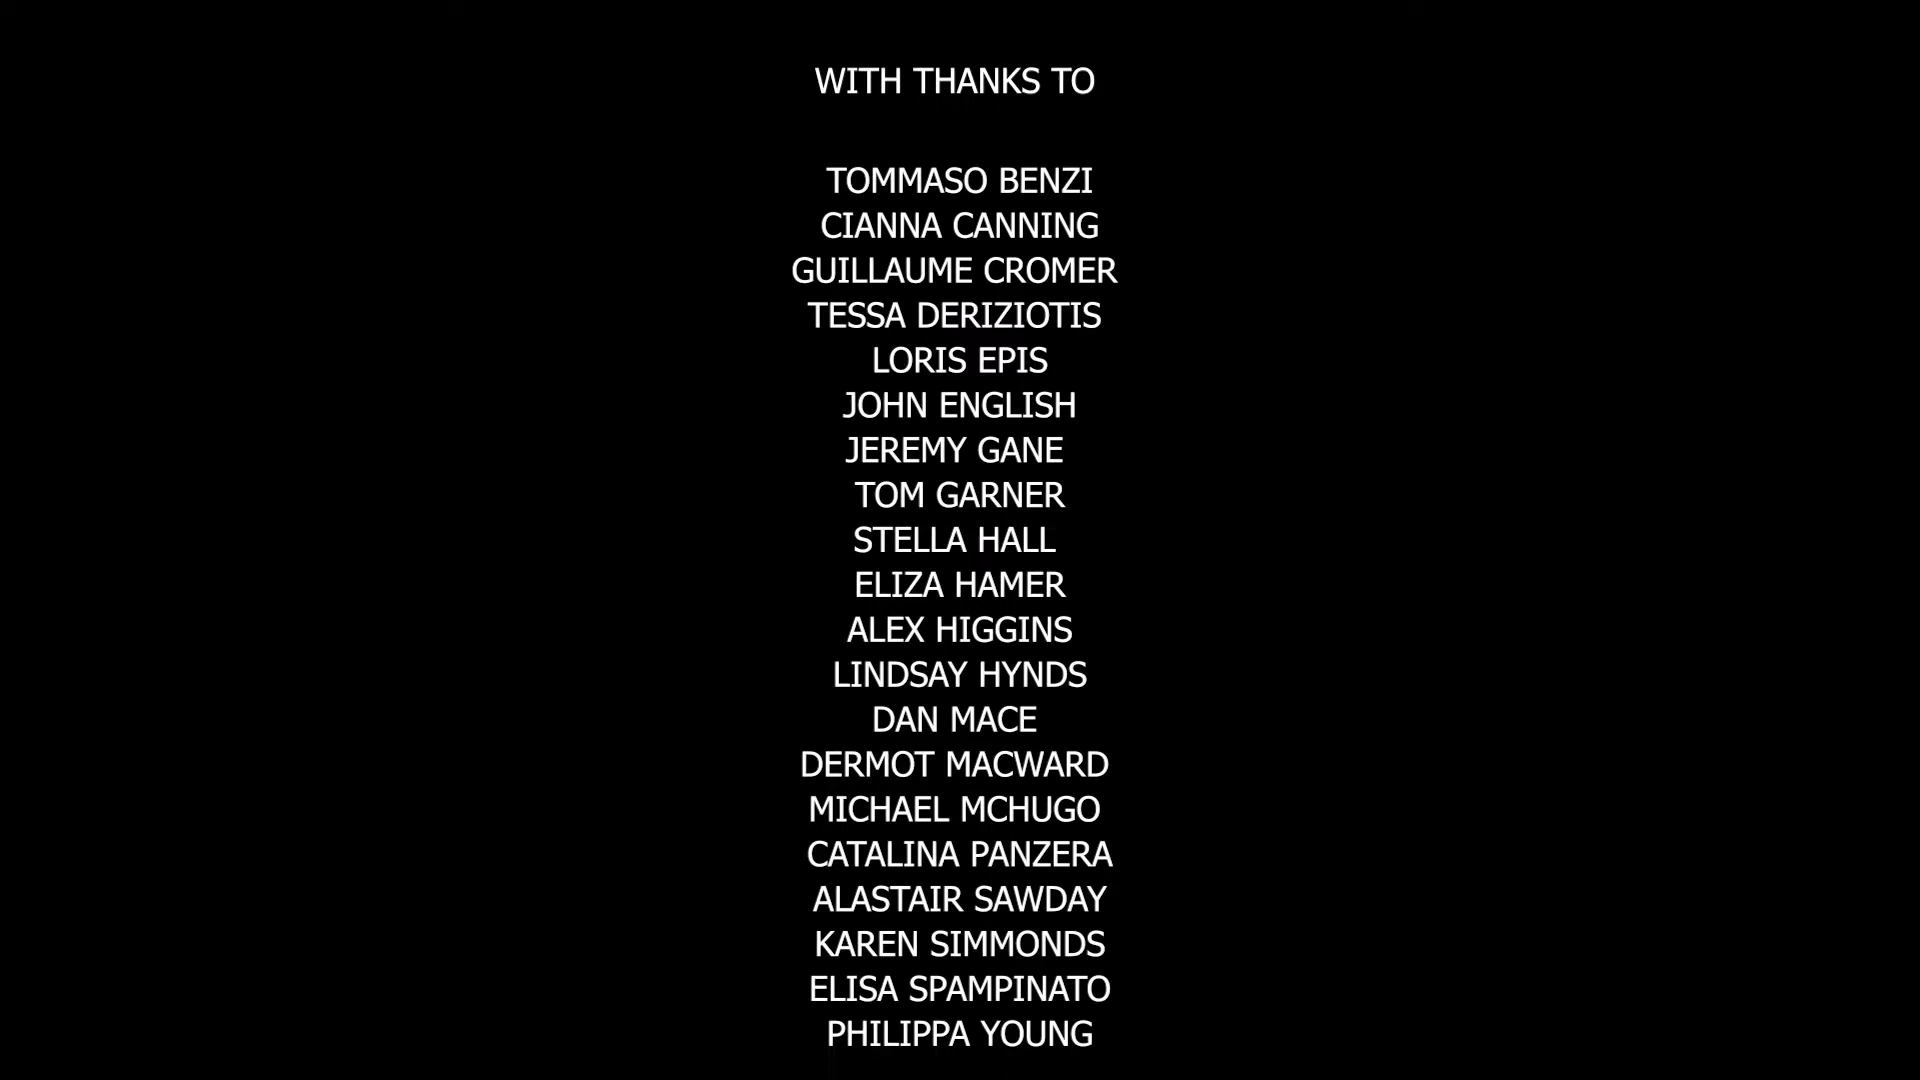 WITH THANKS TO
TOMMASO BENZI
CIANNA CANNING
GUILLAUME CROMER
TESSA DERIZIOTIS
LORIS EPIS
JOHN ENGLISH
JEREMY GANE
TOM GARNER
STELLA HALL
ELIZA HAMER
ALEX HIGGINS
LINDSAY HYNDS
DAN MACE
DERMOT MACWARD
MICHAEL MCHUGO
CATALINA PANZERA
ALASTAIR SAWDAY
KAREN SIMMONDS
ELISA SPAMPINATO
PHILIPPA YOUNG